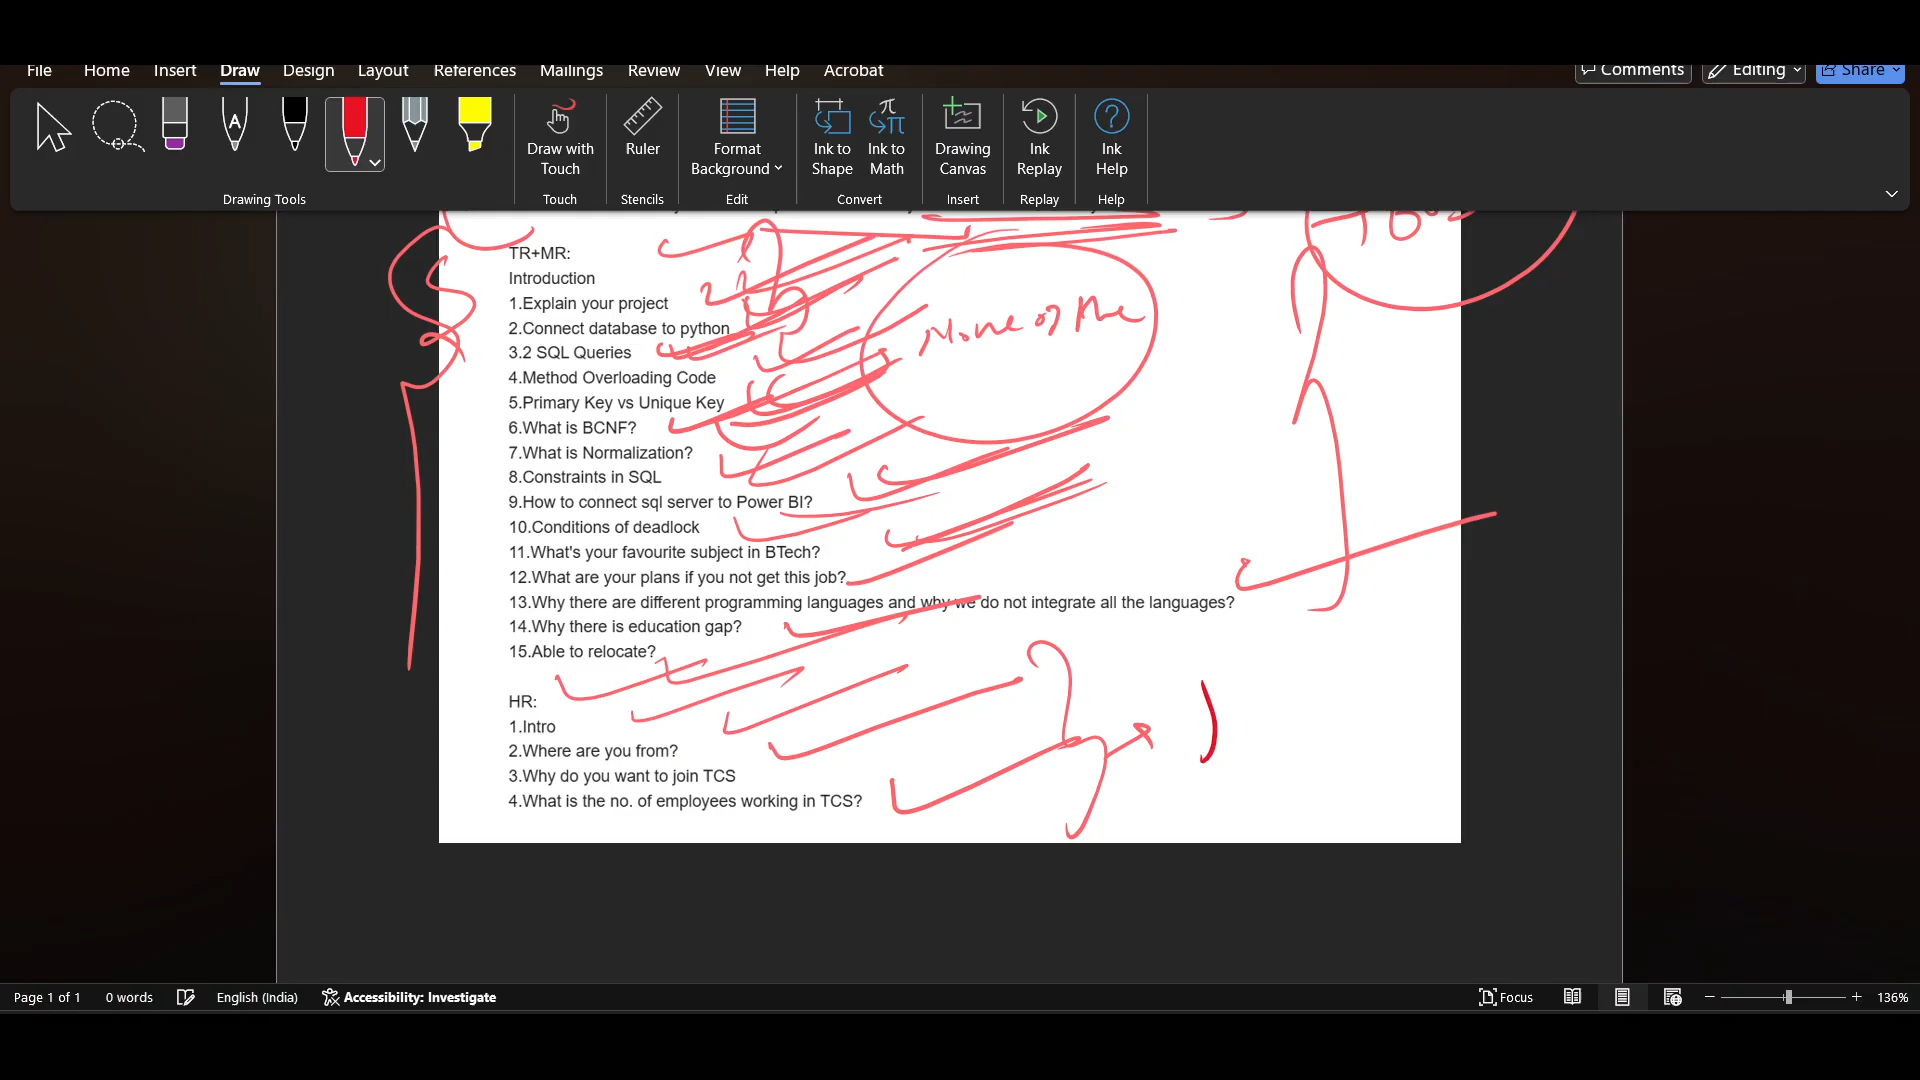 File Home Insert Draw Design Layout References Mailings Review View Help Acrobat Comments Editing Share
A
Draw with Touch
Ruler
Format Background
Ink to Shape
Ink to Math
Drawing Canvas
Ink Replay
Ink Help
Drawing Tools Touch Stencils Edit Convert Insert Replay Help
TR+MR:
Introduction
1.Explain your project
2.Connect database to python
3.2 SQL Queries
4.Method Overloading Code
5.Primary Key vs Unique Key
6.What is BCNF?
7.What is Normalization?
8.Constraints in SQL
9.How to connect sql server to Power BI?
10.Conditions of deadlock
11.What's your favourite subject in BTech?
12.What are your plans if you not get this job?
13.Why there are different programming languages and why we do not integrate all the languages?
14.Why there is education gap?
15.Able to relocate?
None of the
HR:
1.Intro
2.Where are you from?
3.Why do you want to join TCS
4.What is the no. of employees working in TCS?
Page 1 of 1 0 words English (India) Accessibility: Investigate Focus 136%